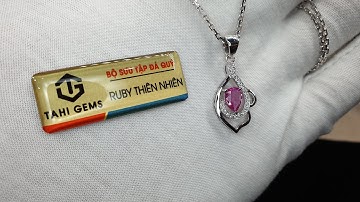 BỘ SƯU TẬP ĐÁ QUÝ
RUBY THIÊN NHIÊN
TAHI GEMS